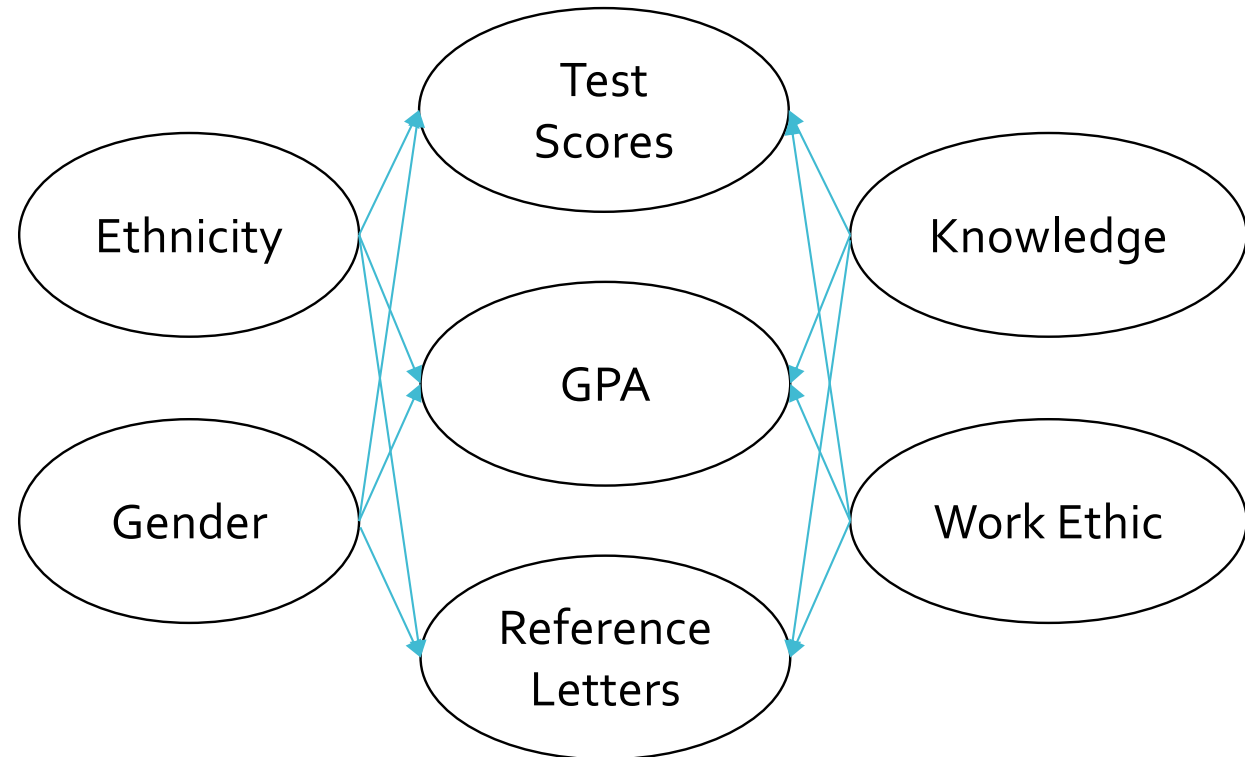 Test
Scores
Ethnicity
Knowledge
GPA
Gender
Work Ethic
Reference
Letters